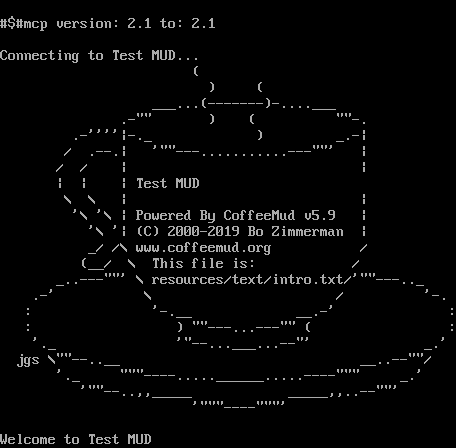 #$#mcp version: 2.1 to: 2.1
Connecting to Test MUD...
Test MUD
Powered By CoffeeMud v5.9
(C) 2000-2019 Bo Zimmerman
www.coffeemud.org
This file is:
resources/text/intro.txt
jgs
Welcome to Test MUD